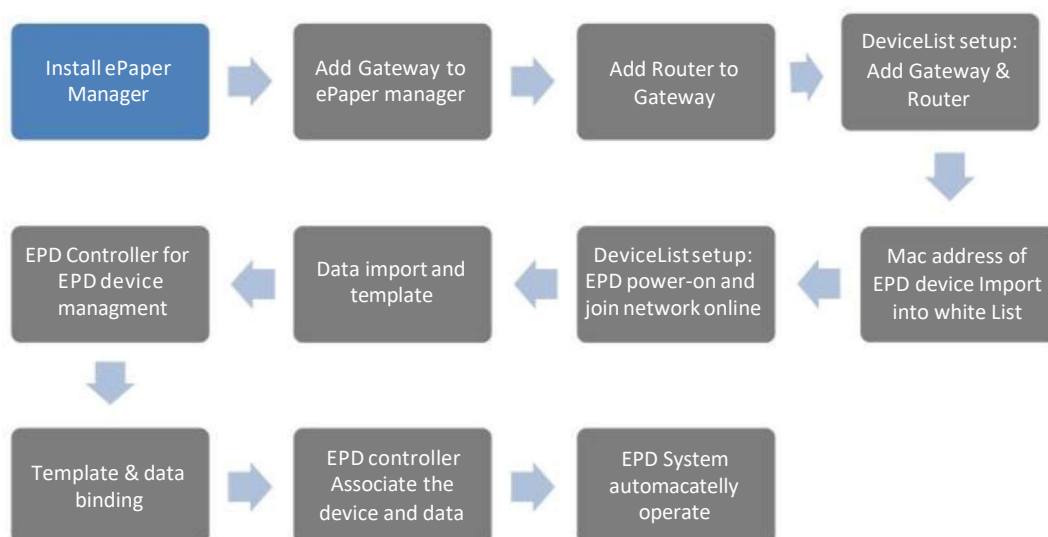 Install ePaper
Manager
Add Gateway to
ePaper manager
Add Router to
Gateway
DeviceList setup:
Add Gateway &
Router
Mac address of
EPD device Import
into white List
DeviceList setup:
EPD power-on and
join network online
Data import and
template
EPD Controller for
EPD device
managment
Template & data
binding
EPD controller
Associate the
device and data
EPD System
automacatelly
operate